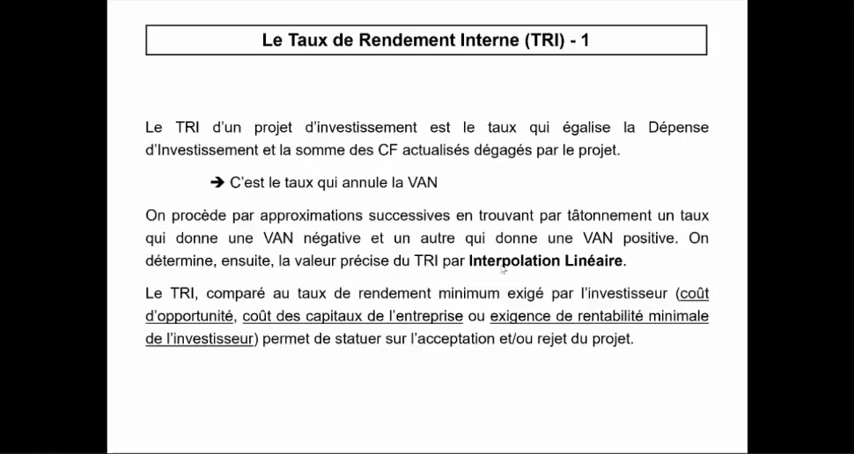 Le Taux de Rendement Interne (TRI) - 1
Le TRI d'un projet d'investissement est le taux qui égalise la Dépense
d'Investissement et la somme des CF actualisés dégagés par le projet.
➔ C'est le taux qui annule la VAN
On procède par approximations successives en trouvant par tâtonnement un taux
qui donne une VAN négative et un autre qui donne une VAN positive. On
détermine, ensuite, la valeur précise du TRI par Interpolation Linéaire.
Le TRI, comparé au taux de rendement minimum exigé par l'investisseur (coût
d'opportunité, coût des capitaux de l'entreprise ou exigence de rentabilité minimale
de l'investisseur) permet de statuer sur l'acceptation et/ou rejet du projet.